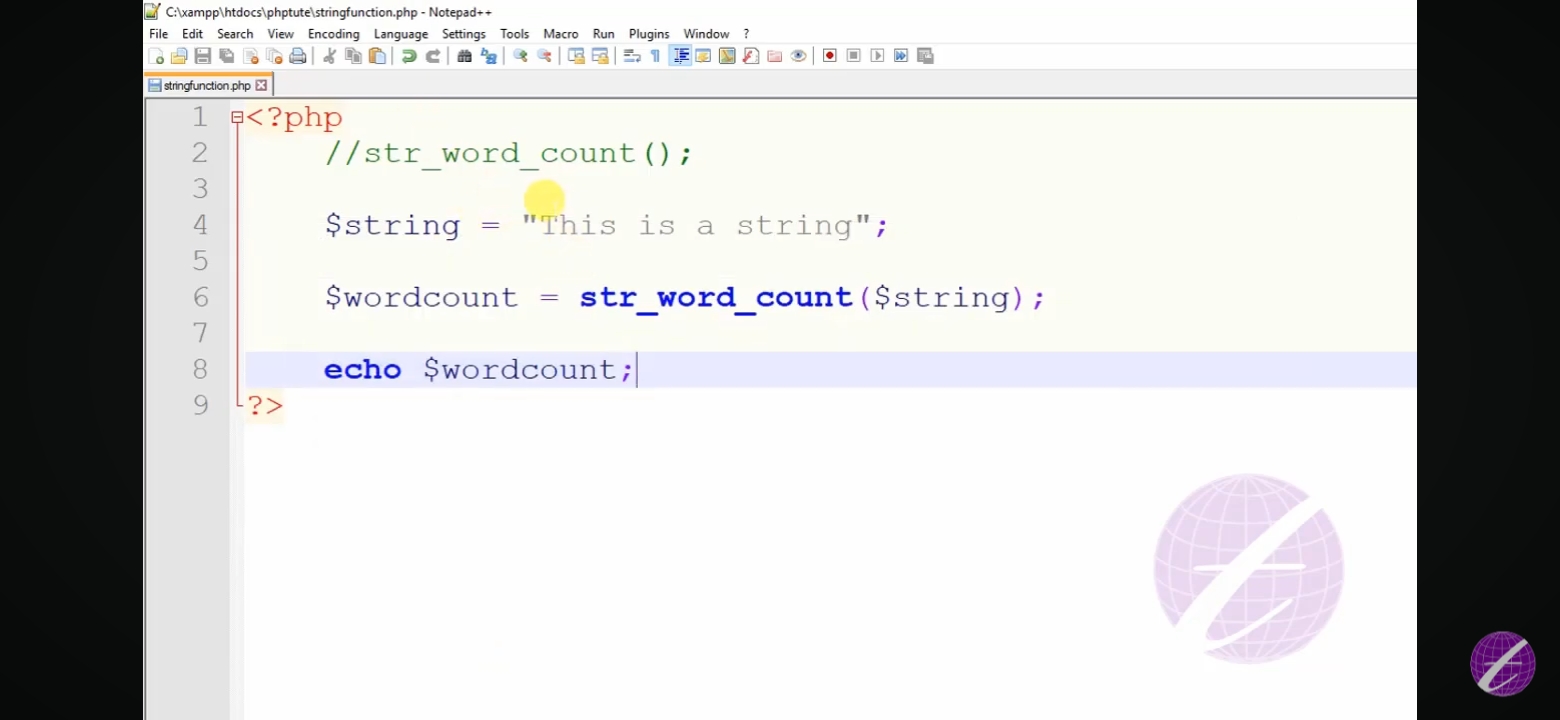 C:\xampp\htdocs\phptute\stringfunction.php - Notepad++
File Edit Search View Encoding Language Settings Tools Macro Run Plugins Window ?
stringfunction.php
1 <?php
2 //str_word_count();
3
4 $string = "This is a string";
5
6 $wordcount = str_word_count($string);
7
8 echo $wordcount;
9 ?>